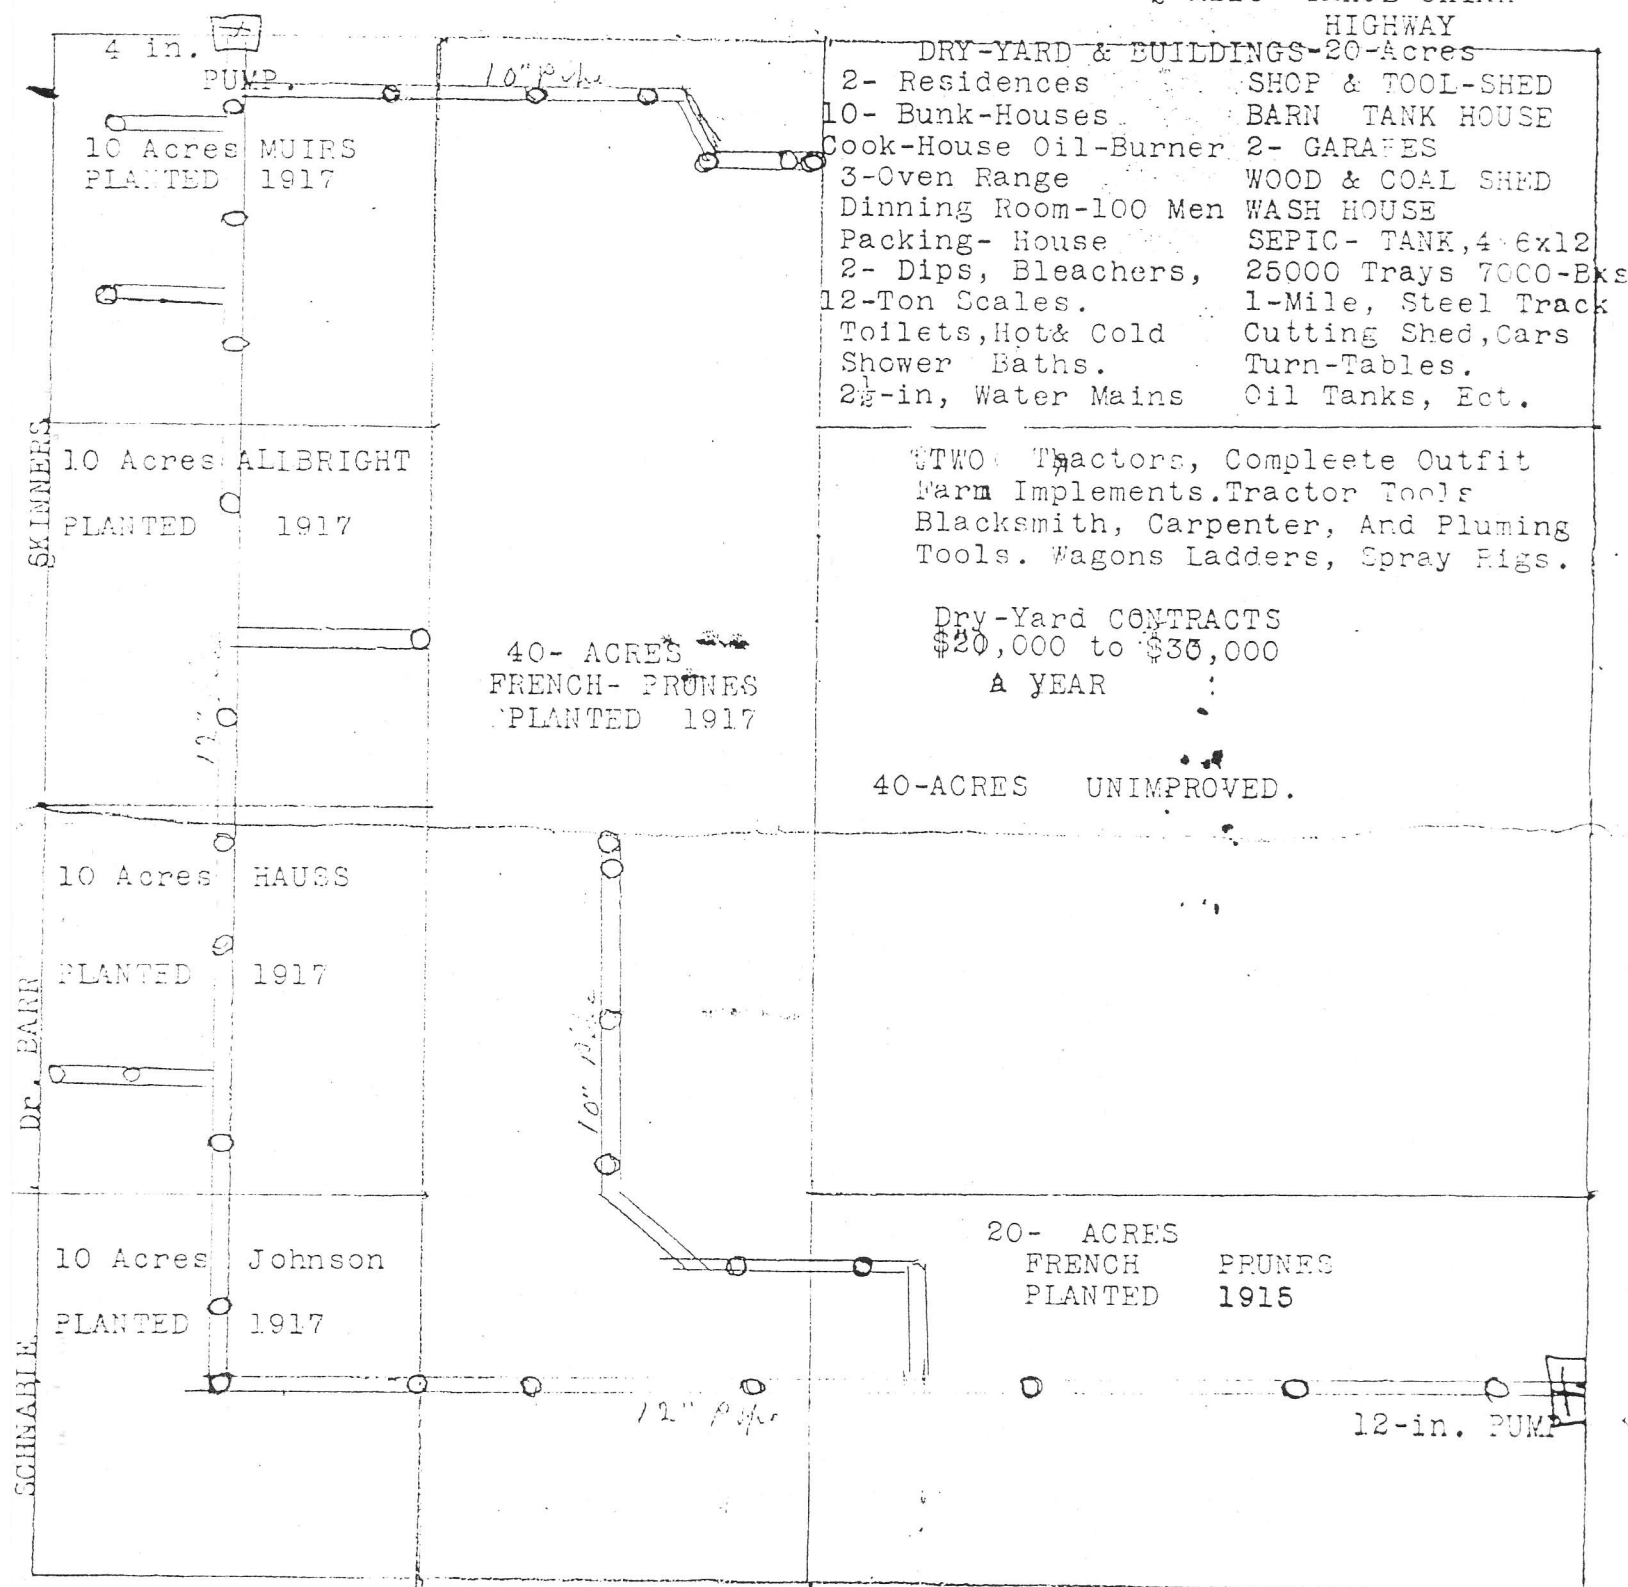 HIGHWAY
4 in.
PUMP.
10" Pipe
DRY-YARD & BUILDINGS-20-Acres
2- Residences SHOP & TOOL-SHED
10- Bunk-Houses BARN TANK HOUSE
Cook-House Oil-Burner 2- GARAGES
3-Oven Range WOOD & COAL SHED
Dinning Room-100 Men WASH HOUSE
Packing- House SEPIC- TANK,4 6x12
2- Dips, Bleachers, 25000 Trays 7000-Bxs
12-Ton Scales. 1-Mile, Steel Track
Toilets,Hot& Cold Cutting Shed,Cars
Shower Baths. Turn-Tables.
2½-in, Water Mains Oil Tanks, Ect.
10 Acres MUIRS
PLANTED 1917
SKINNERS
10 Acres ALIBRIGHT
PLANTED 1917
TWO Tractors, Compleete Outfit
Farm Implements.Tractor Tools
Blacksmith, Carpenter, And Pluming
Tools. Wagons Ladders, Spray Rigs.
Dry-Yard CONTRACTS
$20,000 to $30,000
A YEAR
40- ACRES
FRENCH- PRUNES
PLANTED 1917
12"
40-ACRES UNIMPROVED.
10 Acres HAUSS
PLANTED 1917
Dr. BARR
10" Pipe
10 Acres Johnson
PLANTED 1917
SCHNABLE
20- ACRES
FRENCH PRUNES
PLANTED 1915
12" Pipe
12-in. PUMP